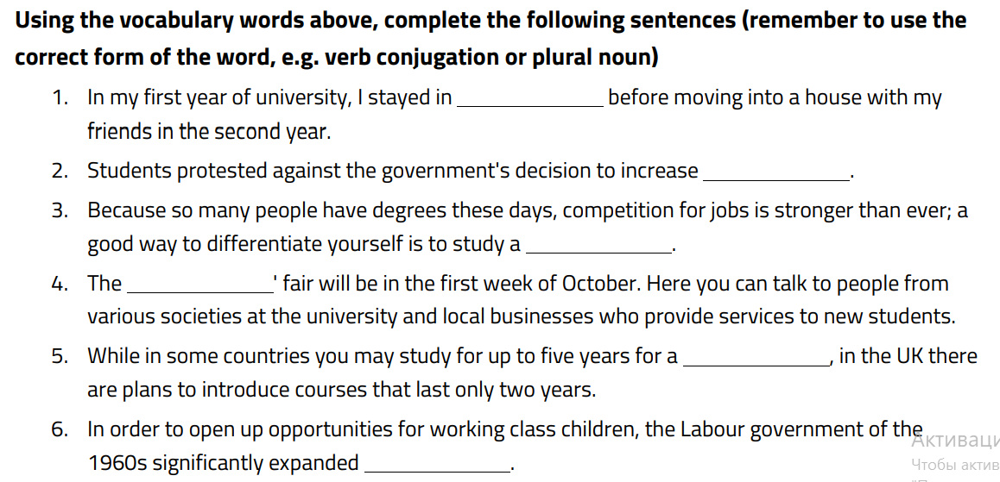 Using the vocabulary words above, complete the following sentences (remember to use the
correct form of the word, e.g. verb conjugation or plural noun)
1. In my first year of university, I stayed in ______________ before moving into a house with my
friends in the second year.
2. Students protested against the government's decision to increase ______________.
3. Because so many people have degrees these days, competition for jobs is stronger than ever; a
good way to differentiate yourself is to study a ______________.
4. The ______________' fair will be in the first week of October. Here you can talk to people from
various societies at the university and local businesses who provide services to new students.
5. While in some countries you may study for up to five years for a ______________, in the UK there
are plans to introduce courses that last only two years.
6. In order to open up opportunities for working class children, the Labour government of the
1960s significantly expanded ______________.
Активаци
Чтобы актив